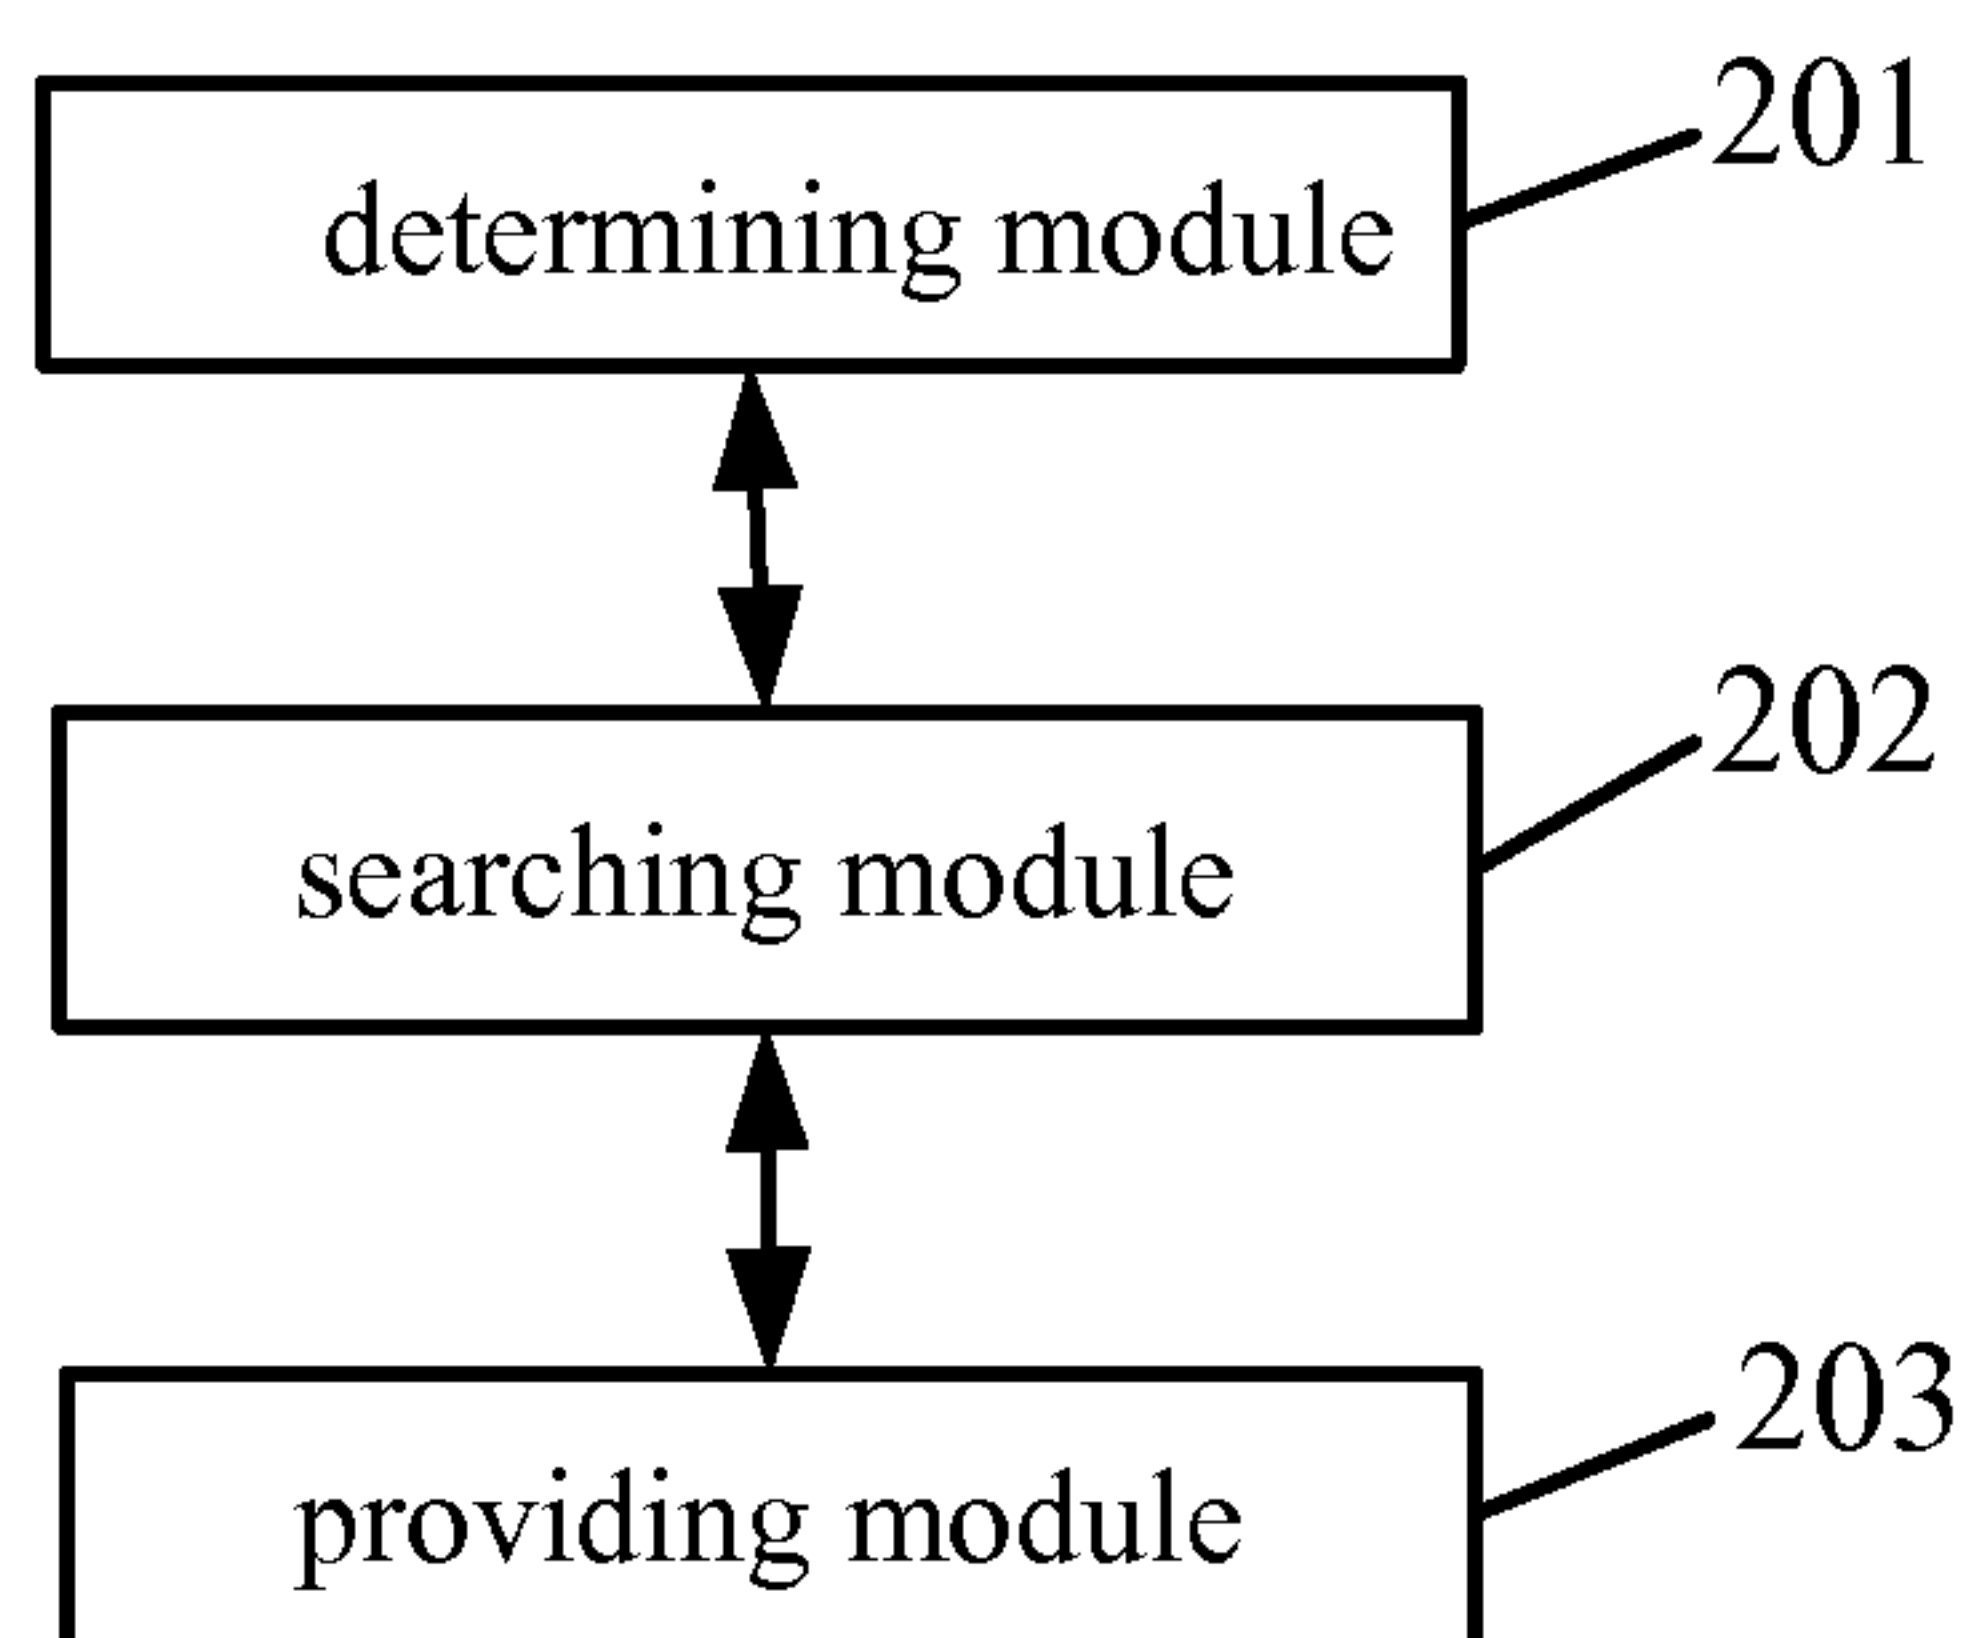 201
determining module
202
searching module
203
providing module